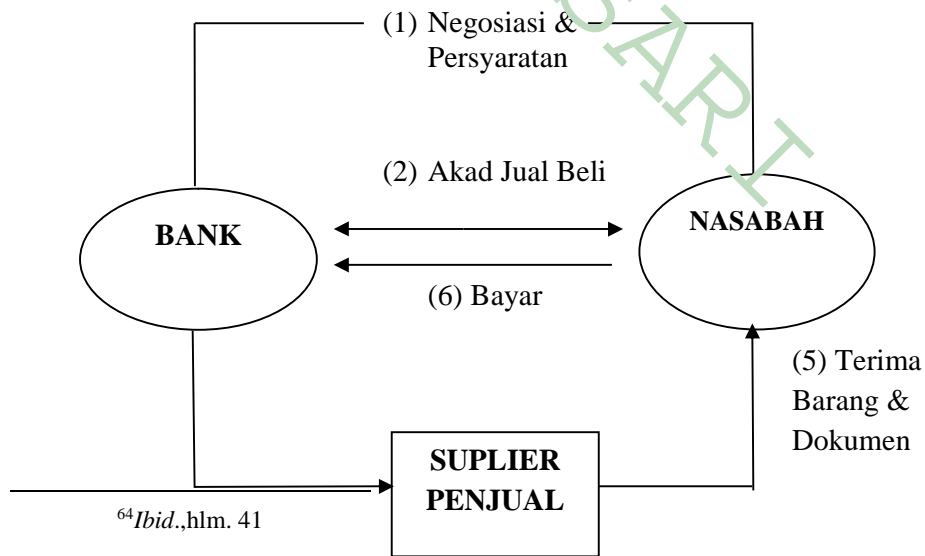 (1) Negosiasi &
Persyaratan
(2) Akad Jual Beli
BANK
NASABAH
(6) Bayar
(5) Terima
Barang &
Dokumen
SUPLIER
PENJUAL
⁶⁴Ibid.,hlm. 41
SARI